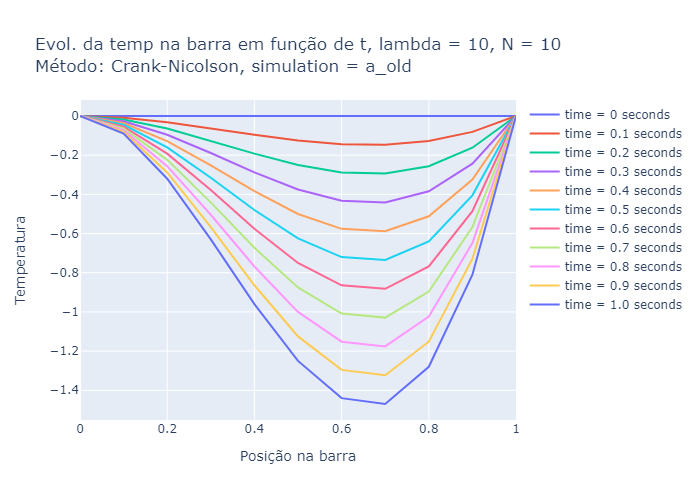 Evol. da temp na barra em função de t, lambda = 10, N = 10
Método: Crank-Nicolson, simulation = a_old
0
−0.2
−0.4
−0.6
−0.8
−1
−1.2
−1.4
Temperatura
0
0.2
0.4
0.6
0.8
1
Posição na barra
time = 0 seconds
time = 0.1 seconds
time = 0.2 seconds
time = 0.3 seconds
time = 0.4 seconds
time = 0.5 seconds
time = 0.6 seconds
time = 0.7 seconds
time = 0.8 seconds
time = 0.9 seconds
time = 1.0 seconds